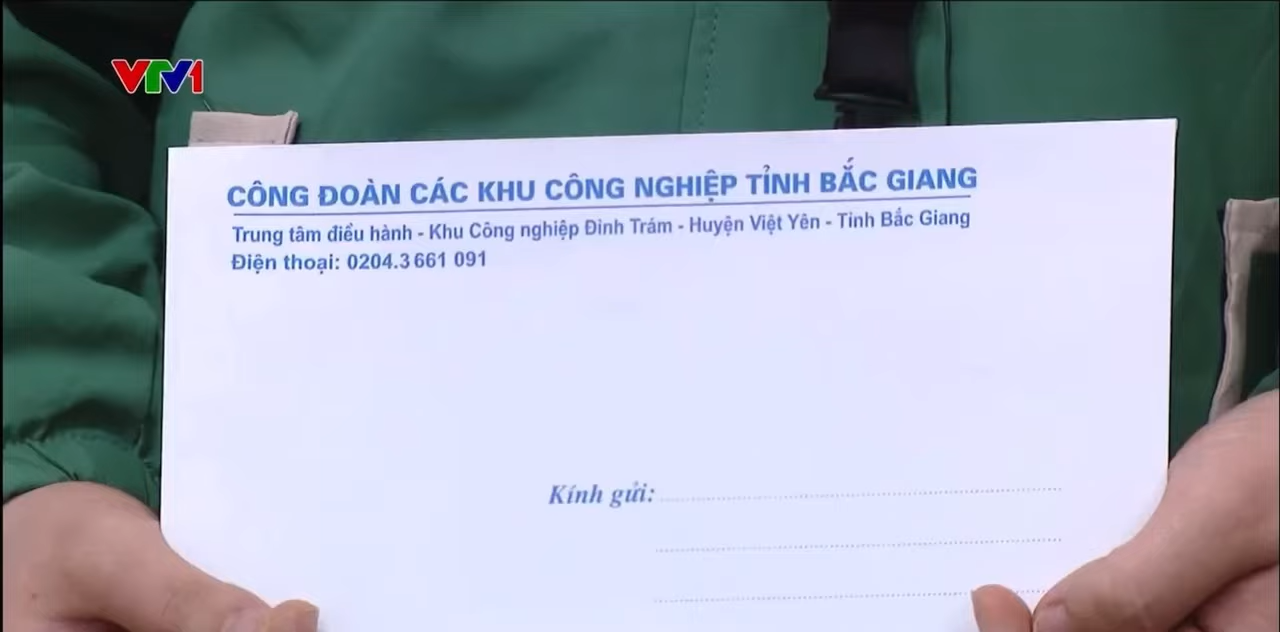 VTV1
CÔNG ĐOÀN CÁC KHU CÔNG NGHIỆP TỈNH BẮC GIANG
Trung tâm điều hành - Khu Công nghiệp Đình Trám - Huyện Việt Yên - Tỉnh Bắc Giang
Điện thoại: 0204.3 661 091
Kính gửi: